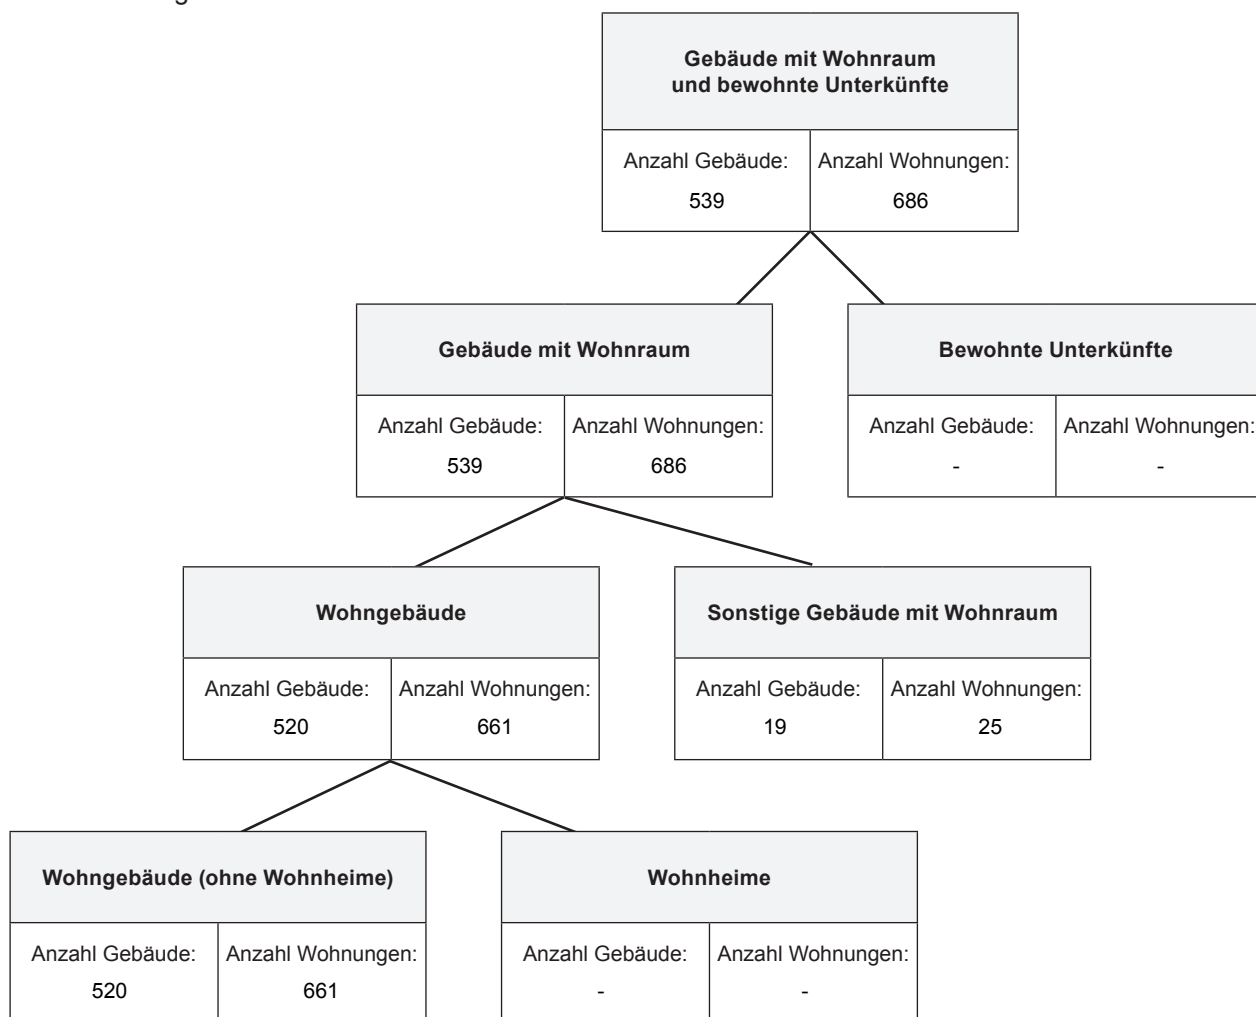 Gebäude mit Wohnraum
und bewohnte Unterkünfte
Anzahl Gebäude: Anzahl Wohnungen:
539 686
Gebäude mit Wohnraum
Anzahl Gebäude: Anzahl Wohnungen:
539 686
Bewohnte Unterkünfte
Anzahl Gebäude: Anzahl Wohnungen:
- -
Wohngebäude
Anzahl Gebäude: Anzahl Wohnungen:
520 661
Sonstige Gebäude mit Wohnraum
Anzahl Gebäude: Anzahl Wohnungen:
19 25
Wohngebäude (ohne Wohnheime)
Anzahl Gebäude: Anzahl Wohnungen:
520 661
Wohnheime
Anzahl Gebäude: Anzahl Wohnungen:
- -